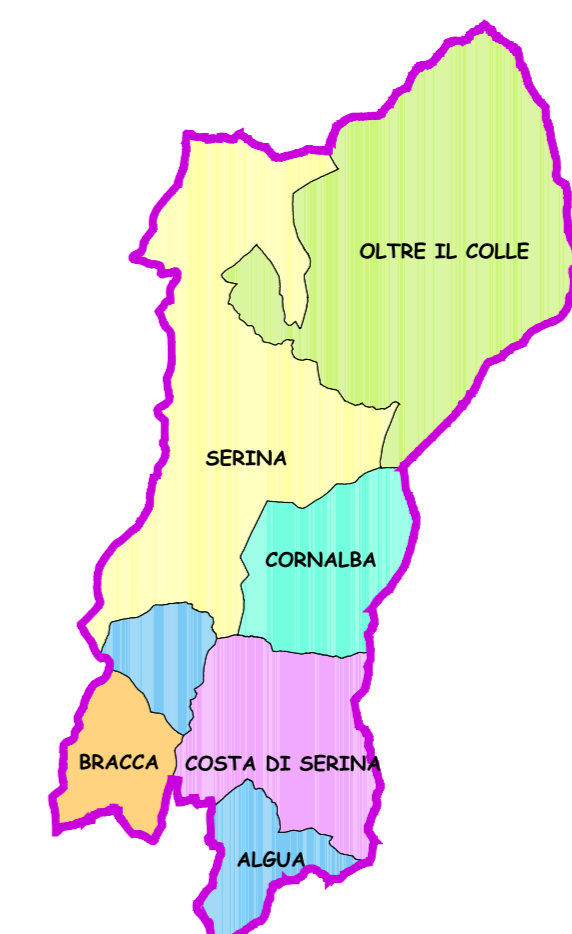 OLTRE IL COLLE
SERINA
CORNALBA
BRACCA
COSTA DI SERINA
ALGUA